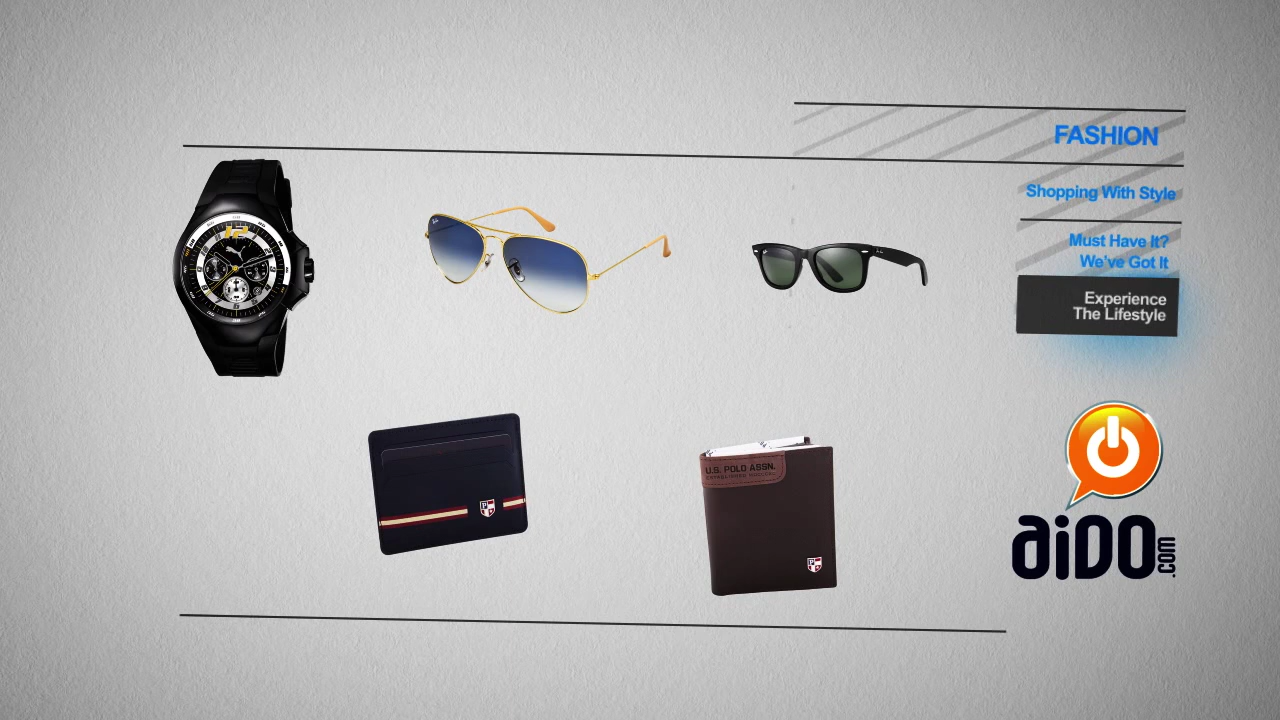 FASHION
Shopping With Style
Must Have It?
We've Got It
Experience
The Lifestyle
U.S. POLO ASSN.
aiDO.com